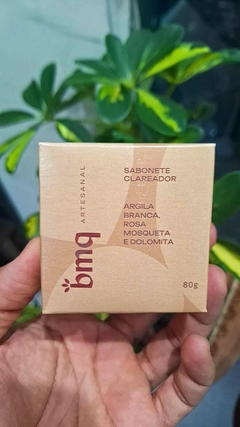 bmq
ARTESANAL
SABONETE
CLAREADOR
ARGILA
BRANCA,
ROSA
MOSQUETA
E DOLOMITA
80g